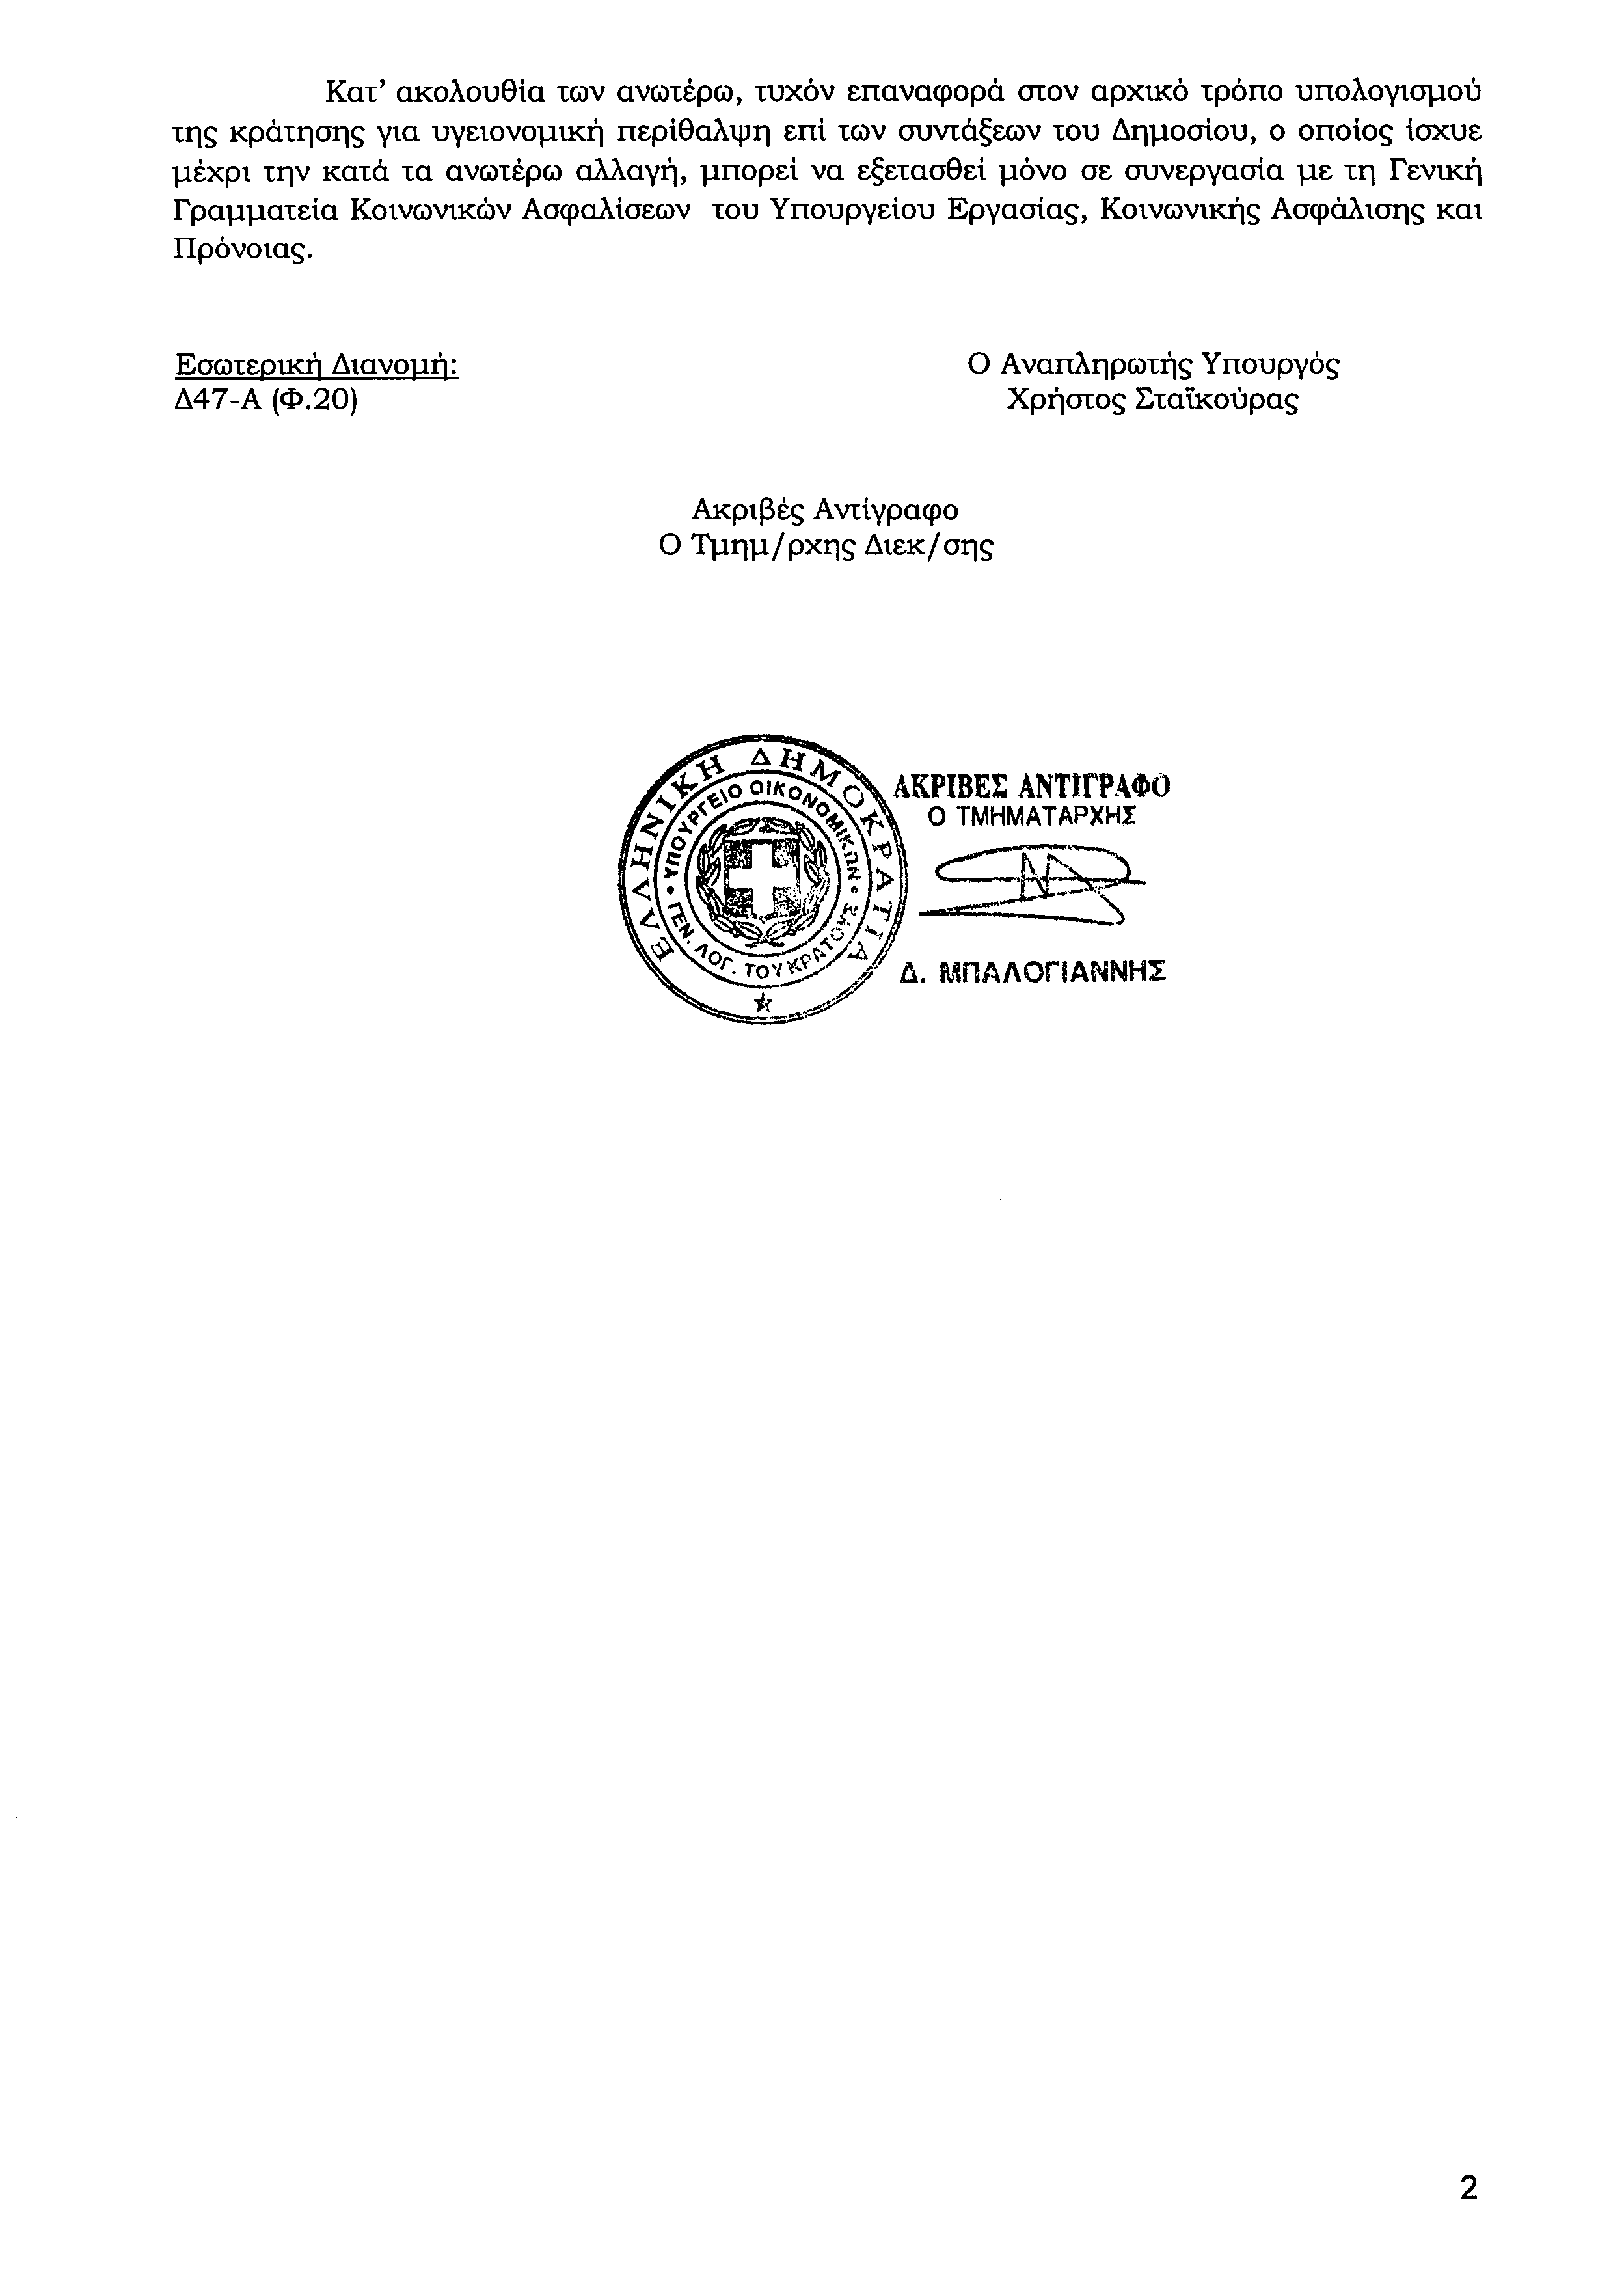 Κατ’ ακολουθία των ανωτέρω, τυχόν επαναφορά στον αρχικό τρόπο υπολογισμού
της κράτησης για υγειονομική περίθαλψη επί των συντάξεων του Δημοσίου, ο οποίος ίσχυε
μέχρι την κατά τα ανωτέρω αλλαγή, μπορεί να εξετασθεί μόνο σε συνεργασία με τη Γενική
Γραμματεία Κοινωνικών Ασφαλίσεων του Υπουργείου Εργασίας, Κοινωνικής Ασφάλισης και
Πρόνοιας.
Εσωτερική Διανομή:
Δ47-Α (Φ.20)
Ο Αναπληρωτής Υπουργός
Χρήστος Σταϊκούρας
Ακριβές Αντίγραφο
Ο Τμημ/ρχης Διεκ/σης
ΕΛΛΗΝΙΚΗ ΔΗΜΟΚΡΑΤΙΑ
ΥΠΟΥΡΓΕΙΟ ΟΙΚΟΝΟΜΙΚΩΝ
ΓΕΝ. ΛΟΓ. ΤΟΥ ΚΡΑΤΟΥΣ
ΑΚΡΙΒΕΣ ΑΝΤΙΓΡΑΦΟ
Ο ΤΜΗΜΑΤΑΡΧΗΣ
Δ. ΜΠΑΛΟΓΙΑΝΝΗΣ
2